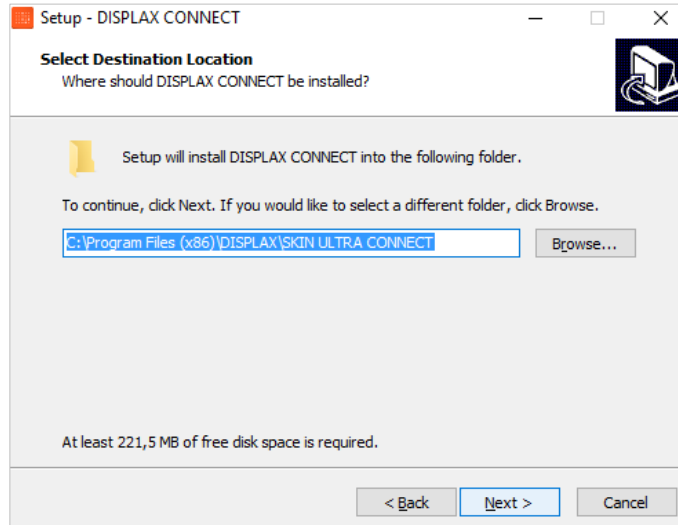 Setup - DISPLAX CONNECT
Select Destination Location
Where should DISPLAX CONNECT be installed?
Setup will install DISPLAX CONNECT into the following folder.
To continue, click Next. If you would like to select a different folder, click Browse.
C:\Program Files (x86)\DISPLAX\SKIN ULTRA CONNECT
Browse...
At least 221,5 MB of free disk space is required.
< Back
Next >
Cancel